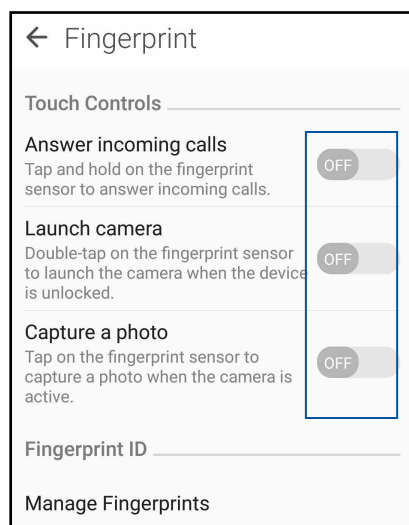 Fingerprint
Touch Controls
Answer incoming calls
Tap and hold on the fingerprint
sensor to answer incoming calls.
OFF
Launch camera
Double-tap on the fingerprint sensor
to launch the camera when the device
is unlocked.
OFF
Capture a photo
Tap on the fingerprint sensor to
capture a photo when the camera is
active.
OFF
Fingerprint ID
Manage Fingerprints